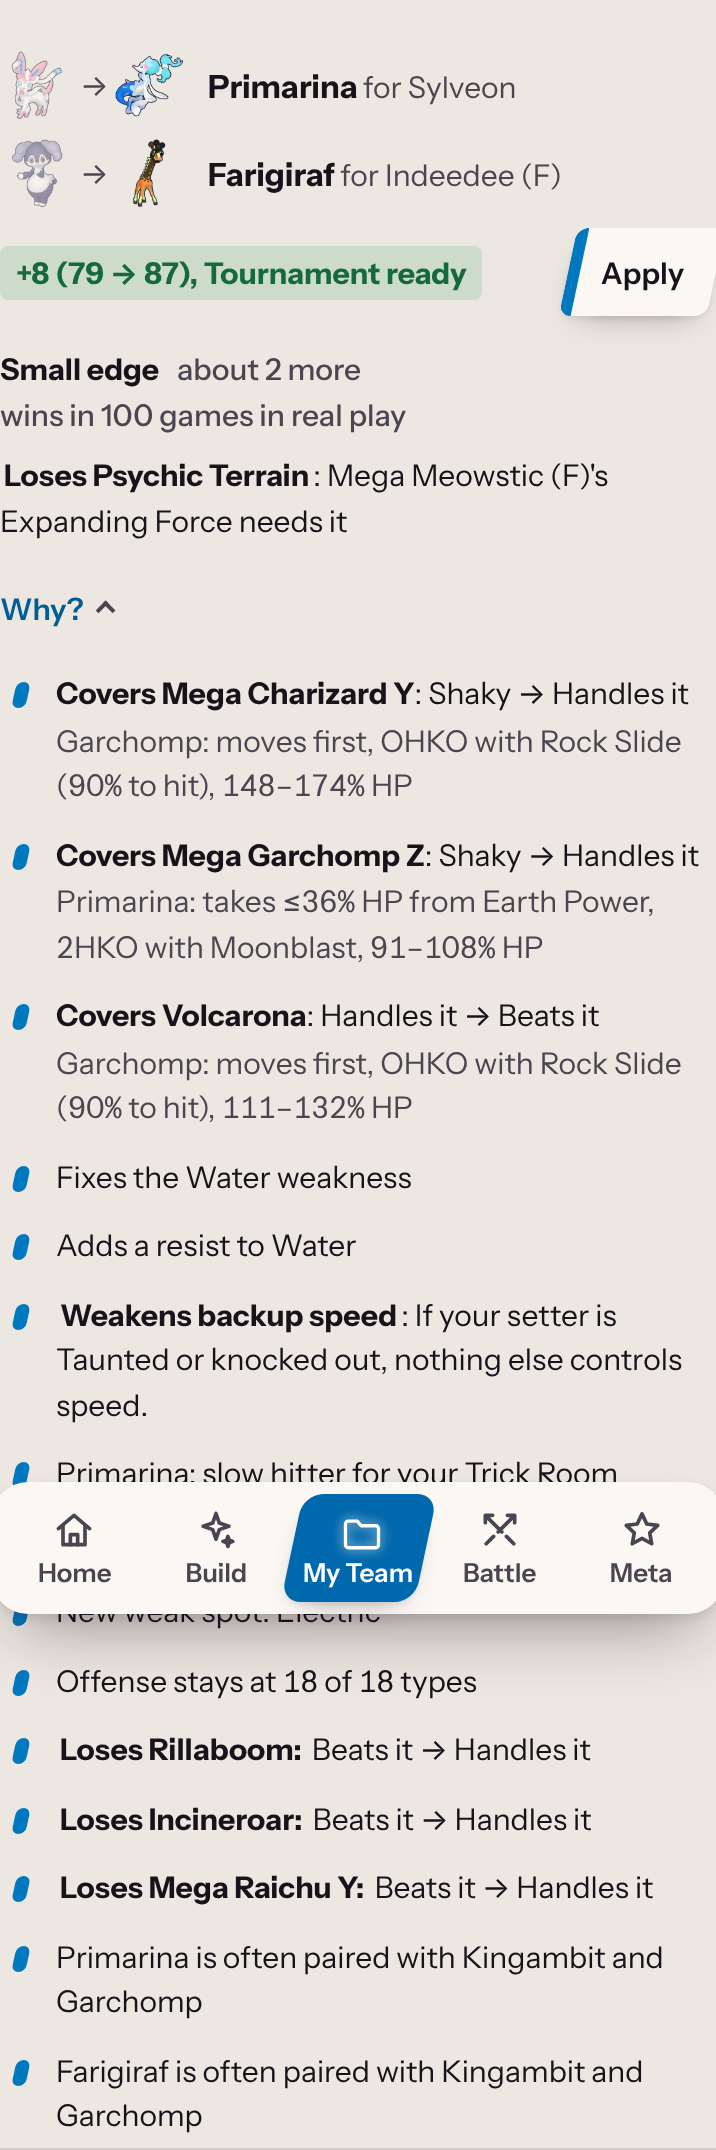 → Primarina for Sylveon
→ Farigiraf for Indeedee (F)
+8 (79 → 87), Tournament ready
Apply
Small edge about 2 more
wins in 100 games in real play
Loses Psychic Terrain : Mega Meowstic (F)'s
Expanding Force needs it
Why?
Covers Mega Charizard Y: Shaky → Handles it
Garchomp: moves first, OHKO with Rock Slide
(90% to hit), 148–174% HP
Covers Mega Garchomp Z: Shaky → Handles it
Primarina: takes ≤36% HP from Earth Power,
2HKO with Moonblast, 91–108% HP
Covers Volcarona: Handles it → Beats it
Garchomp: moves first, OHKO with Rock Slide
(90% to hit), 111–132% HP
Fixes the Water weakness
Adds a resist to Water
Weakens backup speed : If your setter is
Taunted or knocked out, nothing else controls
speed.
Primarina: slow hitter for your Trick Room
Home
Build
My Team
Battle
Meta
New weak spot: Electric
Offense stays at 18 of 18 types
Loses Rillaboom: Beats it → Handles it
Loses Incineroar: Beats it → Handles it
Loses Mega Raichu Y: Beats it → Handles it
Primarina is often paired with Kingambit and
Garchomp
Farigiraf is often paired with Kingambit and
Garchomp